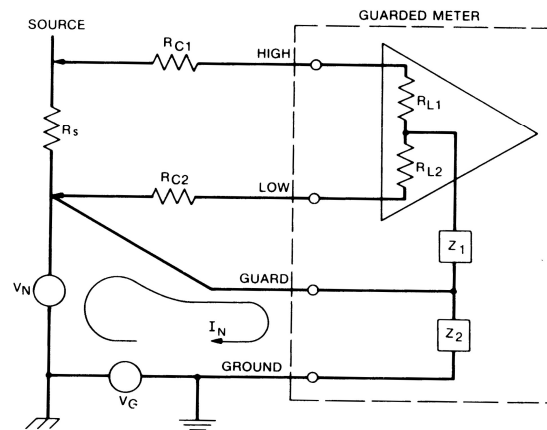 SOURCE
GUARDED METER
RC1
HIGH
RL1
RS
RL2
RC2
LOW
Z1
VN
GUARD
IN
Z2
GROUND
VG